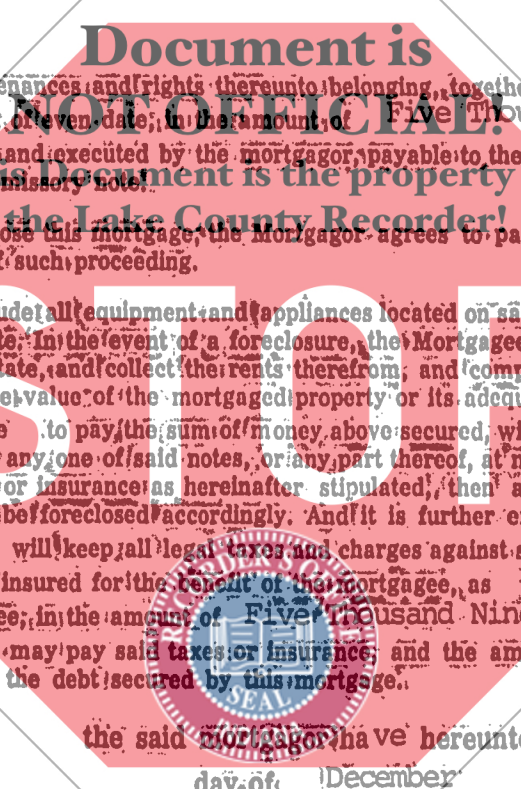 Document is
enances and rights thereunto belonging, togethe
NOT OFFICIAL!
of even date, in the amount of Five Thou
and executed by the mortgagor, payable to the
This Document is the property
missory note.
the Lake County Recorder!
ose this mortgage, the Mortgagor agrees to pa
such proceeding.
STOP
ude all equipment and appliances located on sa
te. In the event of a foreclosure, the Mortgagee
ate, and collect the rents therefrom, and
e value of the mortgaged property or its adequ
to pay the sum of money above secured,
any one of said notes, or any part thereof, at
or insurance as hereinafter stipulated, then
be foreclosed accordingly. And it is further
will keep all legal taxes and charges against
insured for the benefit of the mortgagee, as
ee, in the amount of Five Thousand Nin
may pay said taxes or insurance, and the am
the debt secured by this mortgage.
RECORDER'S OFFICE
SEAL
the said mortgagor have hereunto
day of December